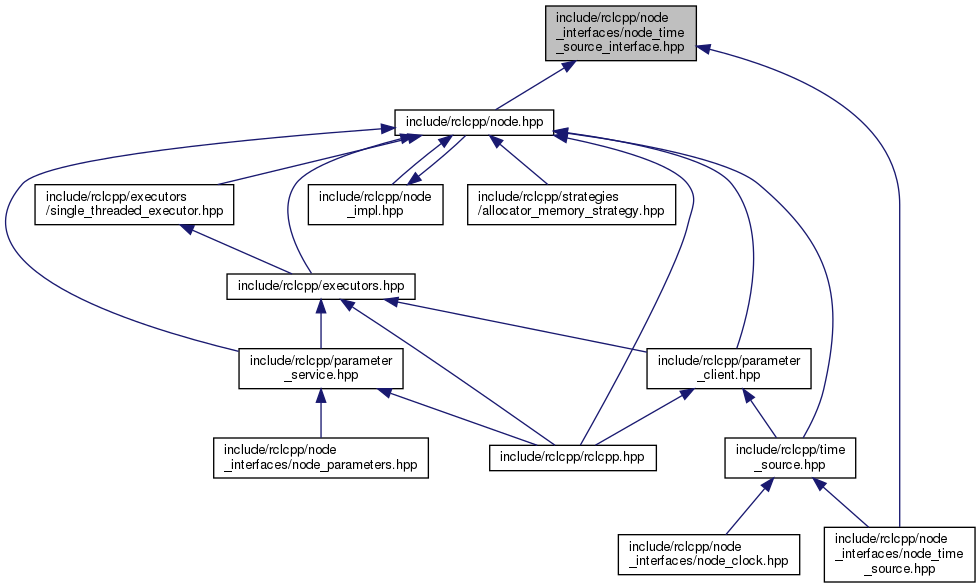 include/rclcpp/node
_interfaces/node_time
_source_interface.hpp
include/rclcpp/node.hpp
include/rclcpp/executors
/single_threaded_executor.hpp
include/rclcpp/node
_impl.hpp
include/rclcpp/strategies
/allocator_memory_strategy.hpp
include/rclcpp/executors.hpp
include/rclcpp/parameter
_service.hpp
include/rclcpp/parameter
_client.hpp
include/rclcpp/node
_interfaces/node_parameters.hpp
include/rclcpp/rclcpp.hpp
include/rclcpp/time
_source.hpp
include/rclcpp/node
_interfaces/node_clock.hpp
include/rclcpp/node
_interfaces/node_time
_source.hpp